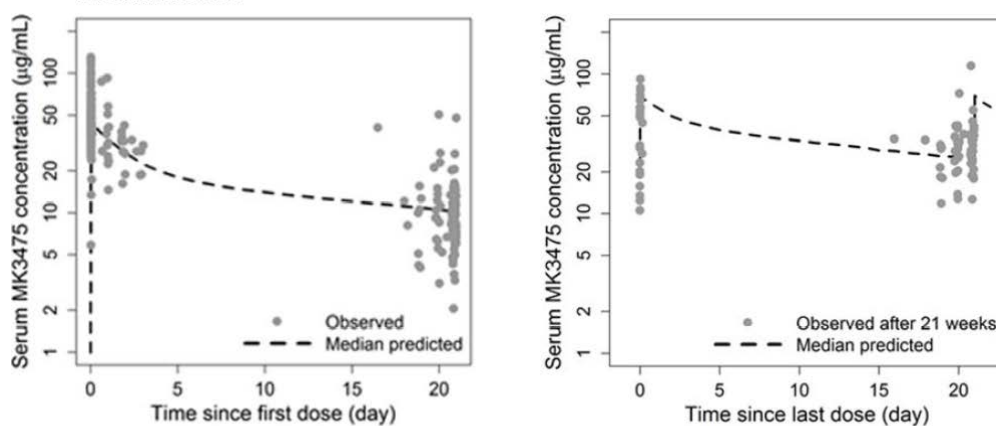 Serum MK3475 concentration (µg/mL)
100
50
20
10
5
2
1
Observed
Median predicted
0 5 10 15 20
Time since first dose (day)
Serum MK3475 concentration (µg/mL)
100
50
20
10
5
2
1
Observed after 21 weeks
Median predicted
0 5 10 15 20
Time since last dose (day)